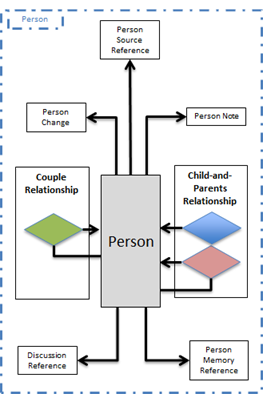 Person
Person
Source
Reference
Person
Change
Person Note
Couple
Relationship
Child-and-
Parents
Relationship
Person
Discussion
Reference
Person
Memory
Reference